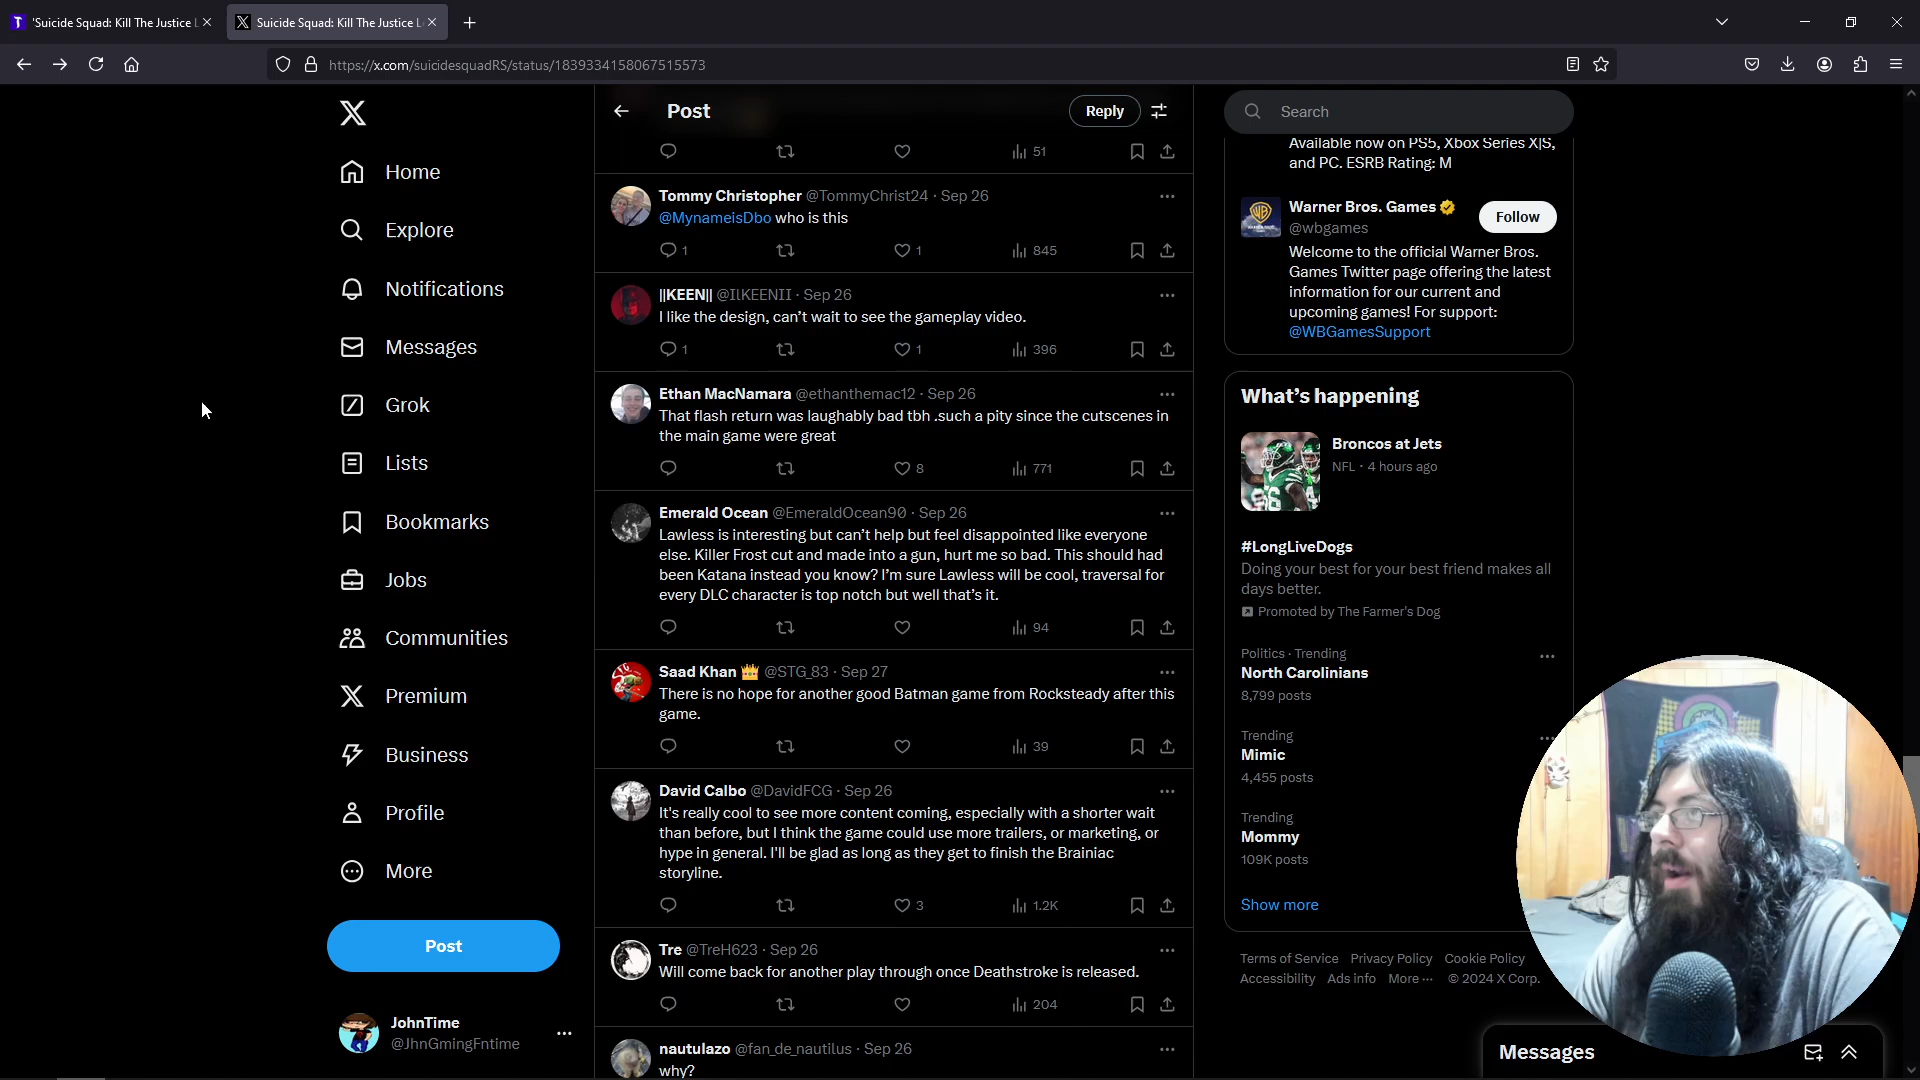 'Suicide Squad: Kill The Justice L
Suicide Squad: Kill The Justice L
https://x.com/suicidesquadRS/status/1839334158067515573
Home
Explore
Notifications
Messages
Grok
Lists
Bookmarks
Jobs
Communities
Premium
Business
Profile
More
Post
JohnTime
@JhnGmingFntime
Post
Reply
51
Tommy Christopher @TommyChrist24 · Sep 26
@MynameisDbo who is this
1 1 845
||KEEN|| @IlKEENII · Sep 26
I like the design, can't wait to see the gameplay video.
1 1 396
Ethan MacNamara @ethanthemac12 · Sep 26
That flash return was laughably bad tbh .such a pity since the cutscenes in
the main game were great
8 771
Emerald Ocean @EmeraldOcean90 · Sep 26
Lawless is interesting but can't help but feel disappointed like everyone
else. Killer Frost cut and made into a gun, hurt me so bad. This should had
been Katana instead you know? I'm sure Lawless will be cool, traversal for
every DLC character is top notch but well that's it.
94
Saad Khan 👑 @STG_83 · Sep 27
There is no hope for another good Batman game from Rocksteady after this
game.
39
David Calbo @DavidFCG · Sep 26
It's really cool to see more content coming, especially with a shorter wait
than before, but I think the game could use more trailers, or marketing, or
hype in general. I'll be glad as long as they get to finish the Brainiac
storyline.
3 1.2K
Tre @TreH623 · Sep 26
Will come back for another play through once Deathstroke is released.
204
nautulazo @fan_de_nautilus · Sep 26
why?
Search
Available now on PS5, Xbox Series X|S,
and PC. ESRB Rating: M
Warner Bros. Games
@wbgames
Follow
Welcome to the official Warner Bros.
Games Twitter page offering the latest
information for our current and
upcoming games! For support:
@WBGamesSupport
What's happening
Broncos at Jets
NFL · 4 hours ago
#LongLiveDogs
Doing your best for your best friend makes all
days better.
Promoted by The Farmer's Dog
Politics · Trending
North Carolinians
8,799 posts
Trending
Mimic
4,455 posts
Trending
Mommy
109K posts
Show more
Terms of Service Privacy Policy Cookie Policy
Accessibility Ads info More ··· © 2024 X Corp.
Messages